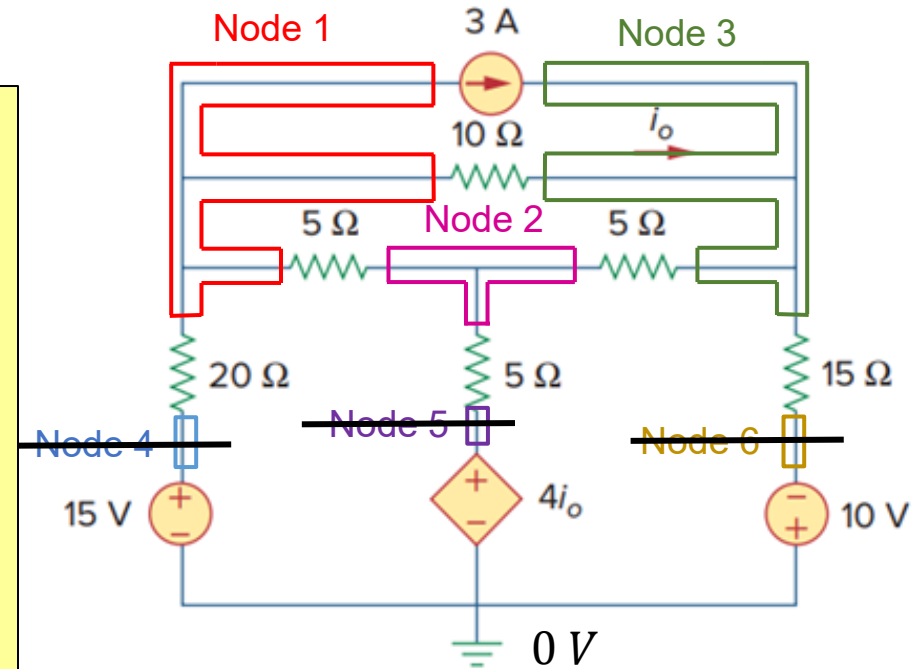 Node 1
3 A
Node 3
10 Ω
i_o
5 Ω
Node 2
5 Ω
20 Ω
5 Ω
15 Ω
Node 4
Node 5
Node 6
15 V
+
−
+
−
4i_o
−
+
10 V
0 V